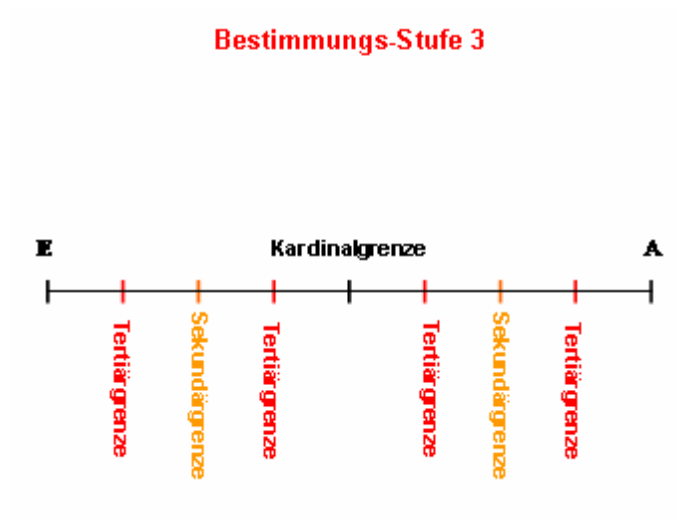 Bestimmungs-Stufe 3
E Kardinalgrenze A
Tertiärgrenze
Sekundärgrenze
Tertiärgrenze
Tertiärgrenze
Sekundärgrenze
Tertiärgrenze